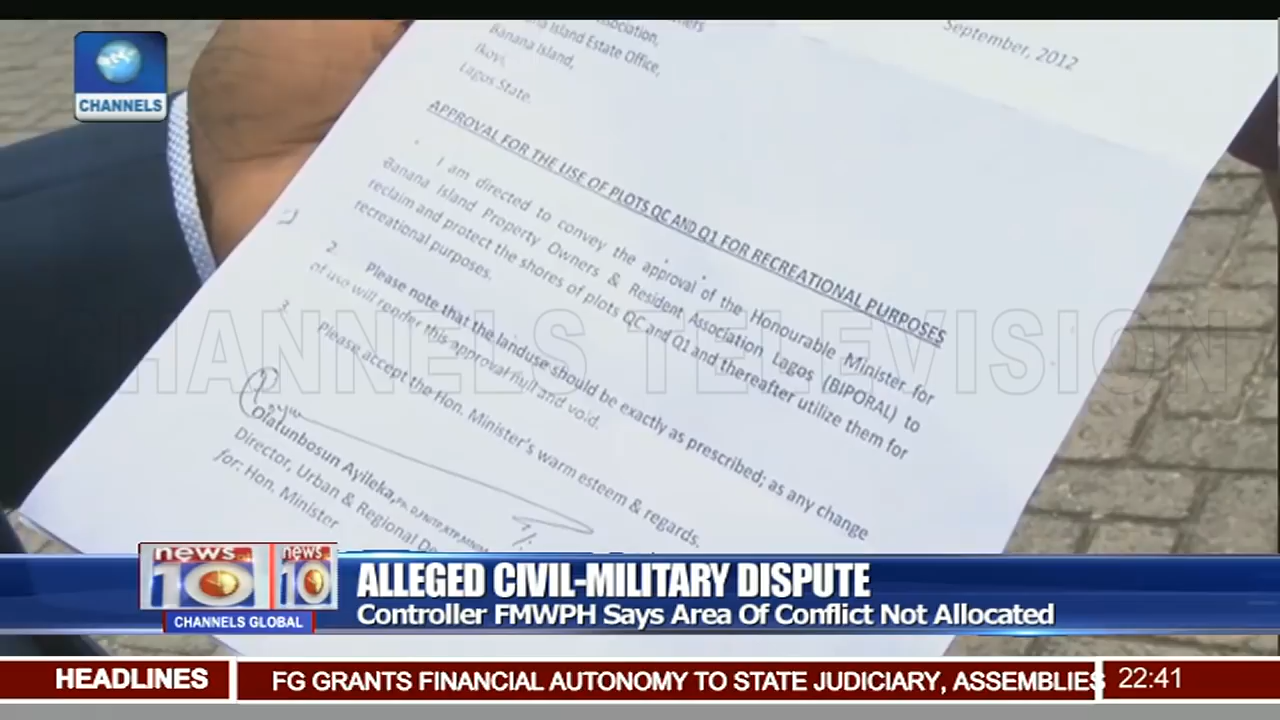 CHANNELS
September, 2012
Association,
Banana Island Estate Office,
Banana Island,
Ikoyi,
Lagos State.
APPROVAL FOR THE USE OF PLOTS QC AND Q1 FOR RECREATIONAL PURPOSES
I am directed to convey the approval of the Honourable Minister for
Banana Island Property Owners & Resident Association Lagos (BIPORAL) to
reclaim and protect the shores of plots QC and Q1 and thereafter utilize them for
recreational purposes.
2. Please note that the landuse should be exactly as prescribed; as any change
of use will render this approval null and void.
3. Please accept the Hon. Minister's warm esteem & regards.
Olatunbosun Ayileka,
Director, Urban & Regional
for: Hon. Minister
CHANNELS TELEVISION
news 10 news 10
CHANNELS GLOBAL
ALLEGED CIVIL-MILITARY DISPUTE
Controller FMWPH Says Area Of Conflict Not Allocated
HEADLINES FG GRANTS FINANCIAL AUTONOMY TO STATE JUDICIARY, ASSEMBLIES 22:41